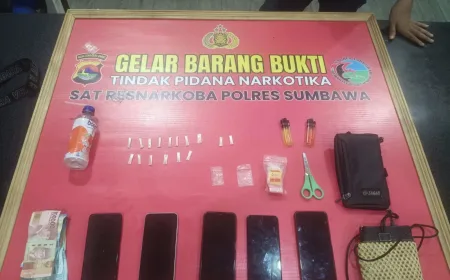 GELAR BARANG BUKTI
TINDAK PIDANA NARKOTIKA
SAT RESNARKOBA POLRES SUMBAWA